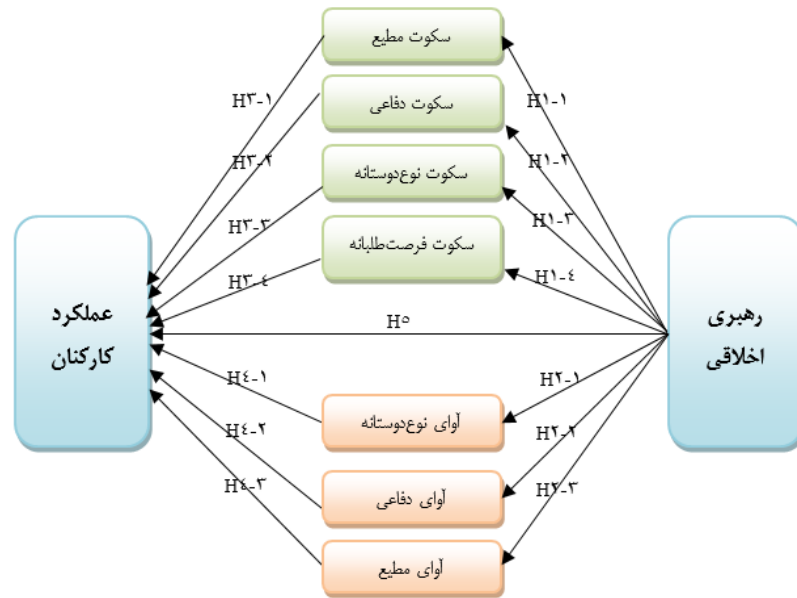 سکوت مطیع
H۱-۱
H۳-۱
سکوت دفاعی
H۱-۲
H۳-۲
سکوت نوع‌دوستانه
H۱-۳
H۳-۳
سکوت فرصت‌طلبانه
H۱-٤
H۳-٤
رهبری
اخلاقی
عملکرد
کارکنان
H٥
H۲-۱
آوای نوع‌دوستانه
H٤-۱
H۲-۲
آوای دفاعی
H٤-۲
H۲-۳
آوای مطیع
H٤-۳